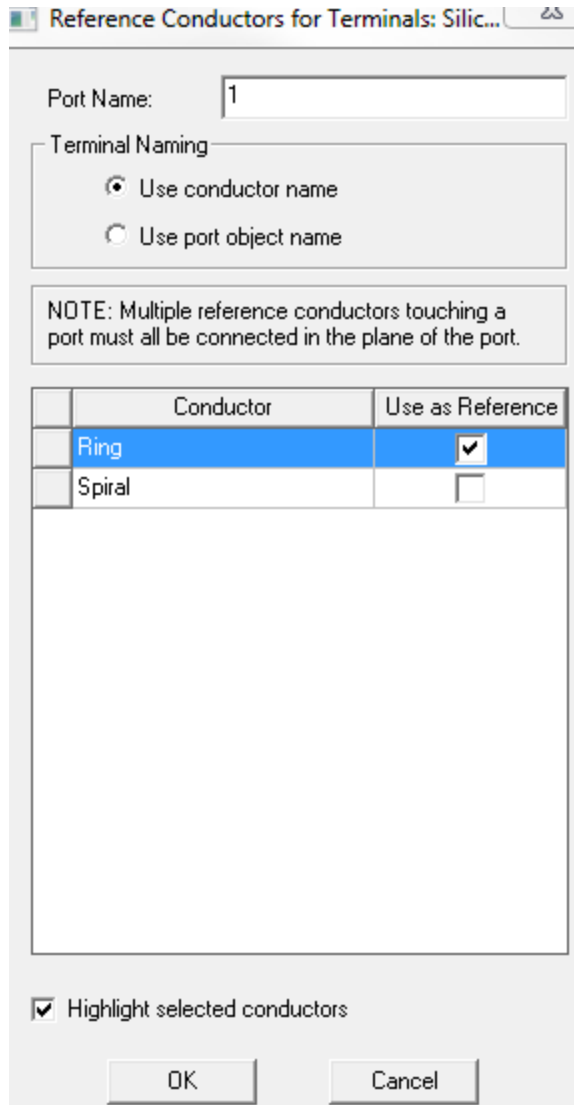 Reference Conductors for Terminals: Silic...
Port Name: 1
Terminal Naming
Use conductor name
Use port object name
NOTE: Multiple reference conductors touching a
port must all be connected in the plane of the port.
Conductor Use as Reference
Ring
Spiral
Highlight selected conductors
OK Cancel